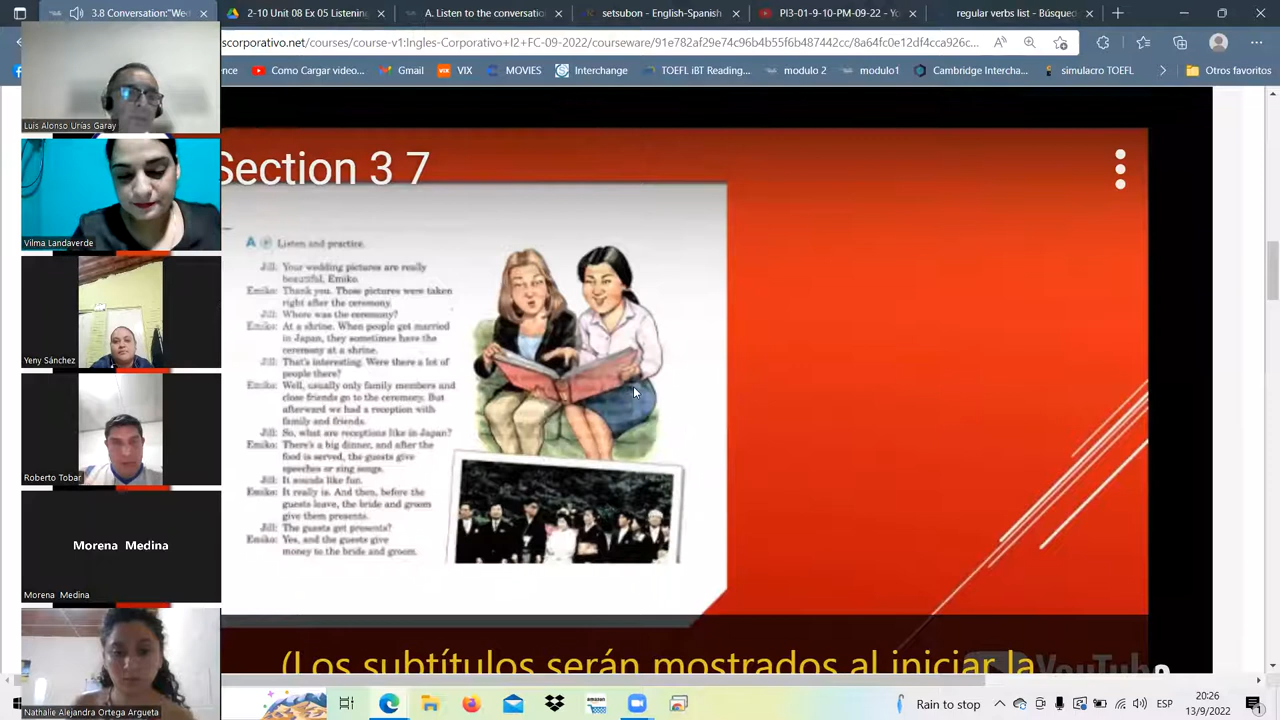 3.8 Conversa
2-10 Unit 08 Ex 05 Un
A 3.8 Conversation "We
setsubon - English-Span
PI3-01-9-10-PM-09-22 - Yo
initial regular verbs list - Búsqued
scorporativo.net/courses/course-v1:Ingles-Corporativo+I2+FC-09-2022/courseware/91e782af29e74c96b4b55f6b487442cc/8a64fc0e12df4cca926c...
ence
Como Cargar video...
Gmail
VIX
MOVIES
Interchange
TOEFL iBT Reading...
modulo 2
modulo1
Cambridge Intercha...
simulacro TOEFL
Otros favoritos
Luis Alonso Urías Garay
Vilma Landaverde
Yeny Sánchez
Roberto Tobar
Morena Medina
Morena Medina
Nathalie Alejandra Ortega Argueta
Section 3 7
A Listen and practice.
Jill: Your wedding pictures are really
beautiful, Emiko.
Emiko: Thank you. Those pictures were taken
right after the ceremony.
Jill: Where was the ceremony?
Emiko: At a shrine. When people get married
in Japan, they sometimes have the
ceremony at a shrine.
Jill: That's interesting. Were there a lot of
people there?
Emiko: Well, usually only family members and
close friends go to the ceremony. But
afterward we had a reception with
family and friends.
Jill: So, what are receptions like in Japan?
Emiko: There's a big dinner, and after the
food is served, the guests give
speeches or sing songs.
Jill: It sounds like fun.
Emiko: It really is. And then, before the
guests leave, the bride and groom
give them presents.
Jill: The guests get presents?
Emiko: Yes, and the guests give
money to the bride and groom.
(Los subtítulos serán mostrados al iniciar la
YouTube
amazon
Rain to stop
ESP
20:26
13/9/2022